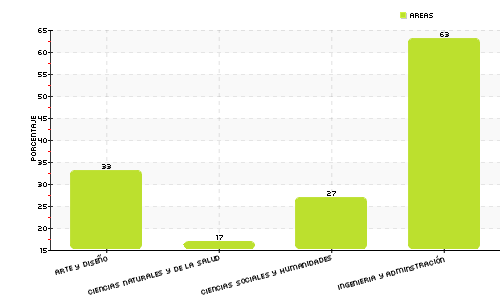 AREAS
PORCENTAJE
65
60
55
50
45
40
35
30
25
20
15
33
17
27
63
ARTE Y DISEÑO
CIENCIAS NATURALES Y DE LA SALUD
CIENCIAS SOCIALES Y HUMANIDADES
INGENIERIA Y ADMINSTRACIÓN